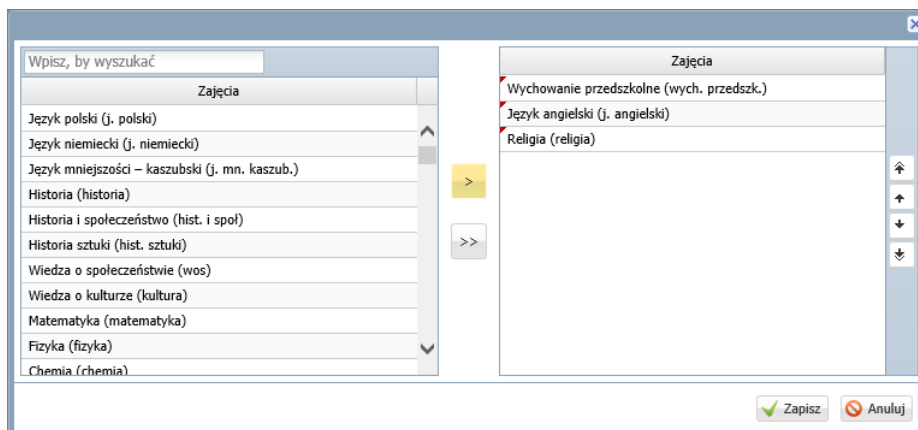 Wpisz, by wyszukać
Zajęcia
Język polski (j. polski)
Język niemiecki (j. niemiecki)
Język mniejszości – kaszubski (j. mn. kaszub.)
Historia (historia)
Historia i społeczeństwo (hist. i społ)
Historia sztuki (hist. sztuki)
Wiedza o społeczeństwie (wos)
Wiedza o kulturze (kultura)
Matematyka (matematyka)
Fizyka (fizyka)
Chemia (chemia)
>
>>
Zajęcia
Wychowanie przedszkolne (wych. przedszk.)
Język angielski (j. angielski)
Religia (religia)
Zapisz
Anuluj